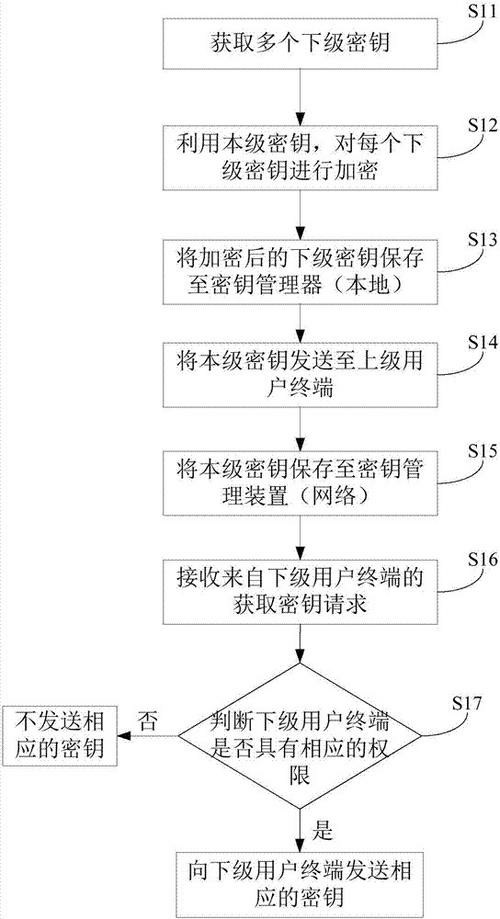 S11
获取多个下级密钥
S12
利用本级密钥，对每个下
级密钥进行加密
S13
将加密后的下级密钥保存
至密钥管理器（本地）
S14
将本级密钥发送至上级用
户终端
S15
将本级密钥保存至密钥管
理装置（网络）
S16
接收来自下级用户终端的
获取密钥请求
S17
判断下级用户终端
是否具有相应的权
限
否
不发送相
应的密钥
是
向下级用户终端发送相
应的密钥